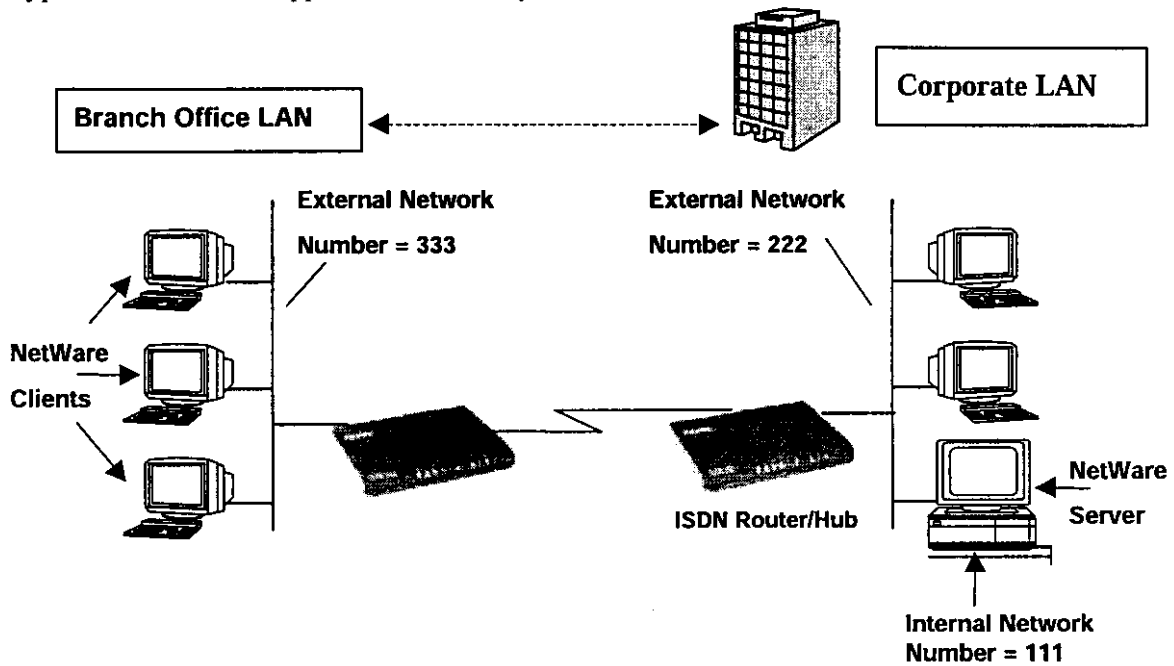 Corporate LAN
Branch Office LAN
External Network
Number = 333
External Network
Number = 222
NetWare
Clients
NetWare
Server
ISDN Router/Hub
Internal Network
Number = 111